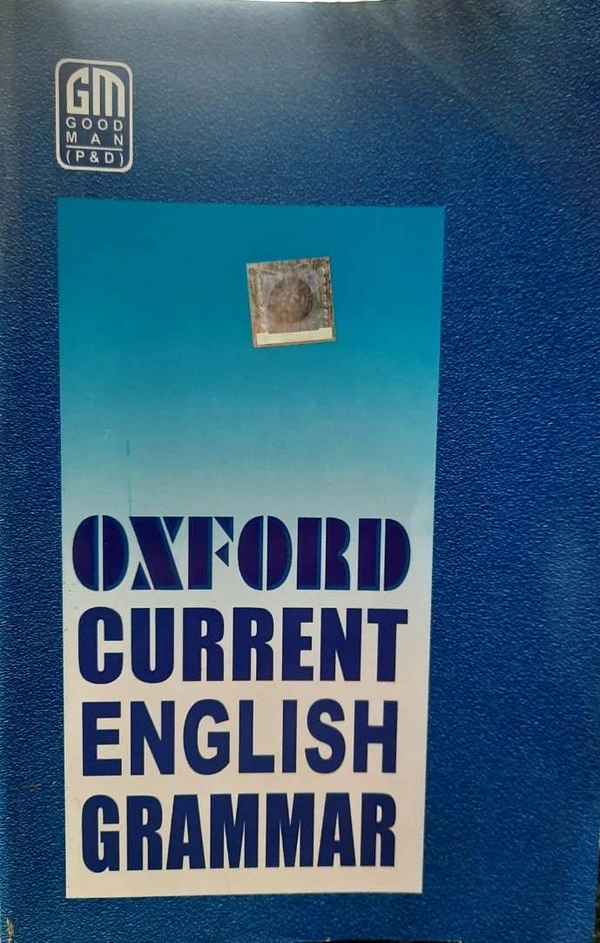 GM
GOOD
MAN
(P&D)
OXFORD
CURRENT
ENGLISH
GRAMMAR